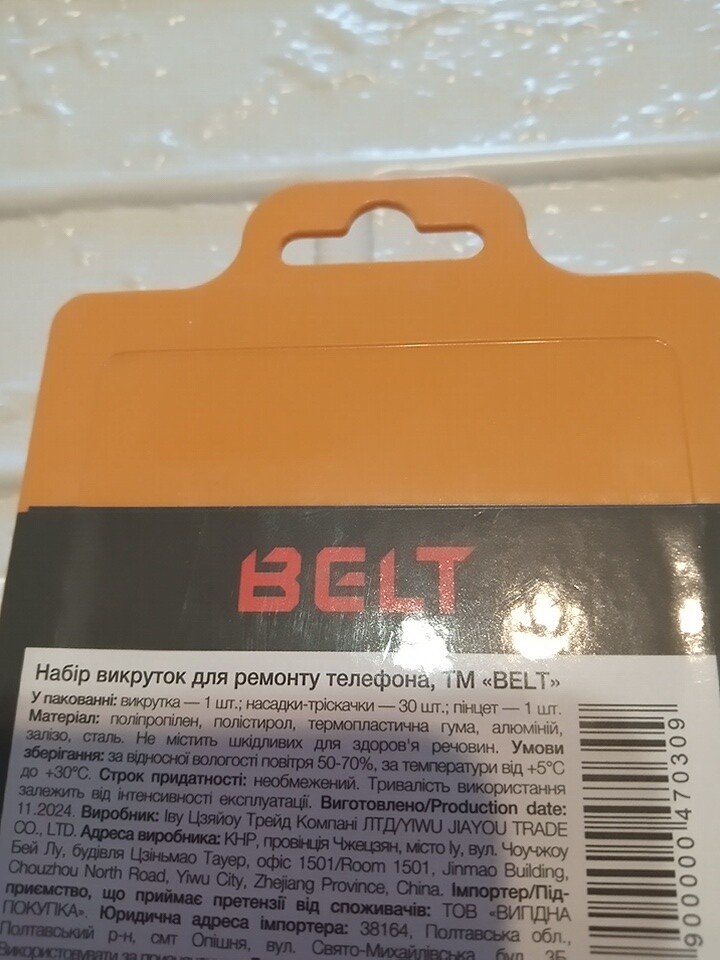 BELT
Набір викруток для ремонту телефона, ТМ «BELT»
У пакованні: викрутка — 1 шт.; насадки-тріскачки — 30 шт.; пінцет — 1 шт.
Матеріал: поліпропілен, полістирол, термопластична гума, алюміній,
залізо, сталь. Не містить шкідливих для здоров'я речовин. Умови
зберігання: за відносної вологості повітря 50-70%, за температури від +5°С
до +30°С. Строк придатності: необмежений. Тривалість використання
залежить від інтенсивності експлуатації. Виготовлено/Production date:
11.2024. Виробник: Іву Цзяйоу Трейд Компані ЛТД/YIWU JIAYOU TRADE
CO., LTD. Адреса виробника: КНР, провінція Чжецзян, місто Іу, вул. Чоучжоу
Бей Лу, будівля Цзіньмао Тауер, офіс 1501/Room 1501, Jinmao Building,
Chouzhou North Road, Yiwu City, Zhejiang Province, China. Імпортер/Під-
приємство, що приймає претензії від споживачів: ТОВ «ВИГІДНА
ПОКУПКА». Юридична адреса імпортера: 38164, Полтавська обл.,
Полтавський р-н, смт Опішня, вул. Свято-Михайлівська, буд. 3Б.
Використовувати за
900000470309